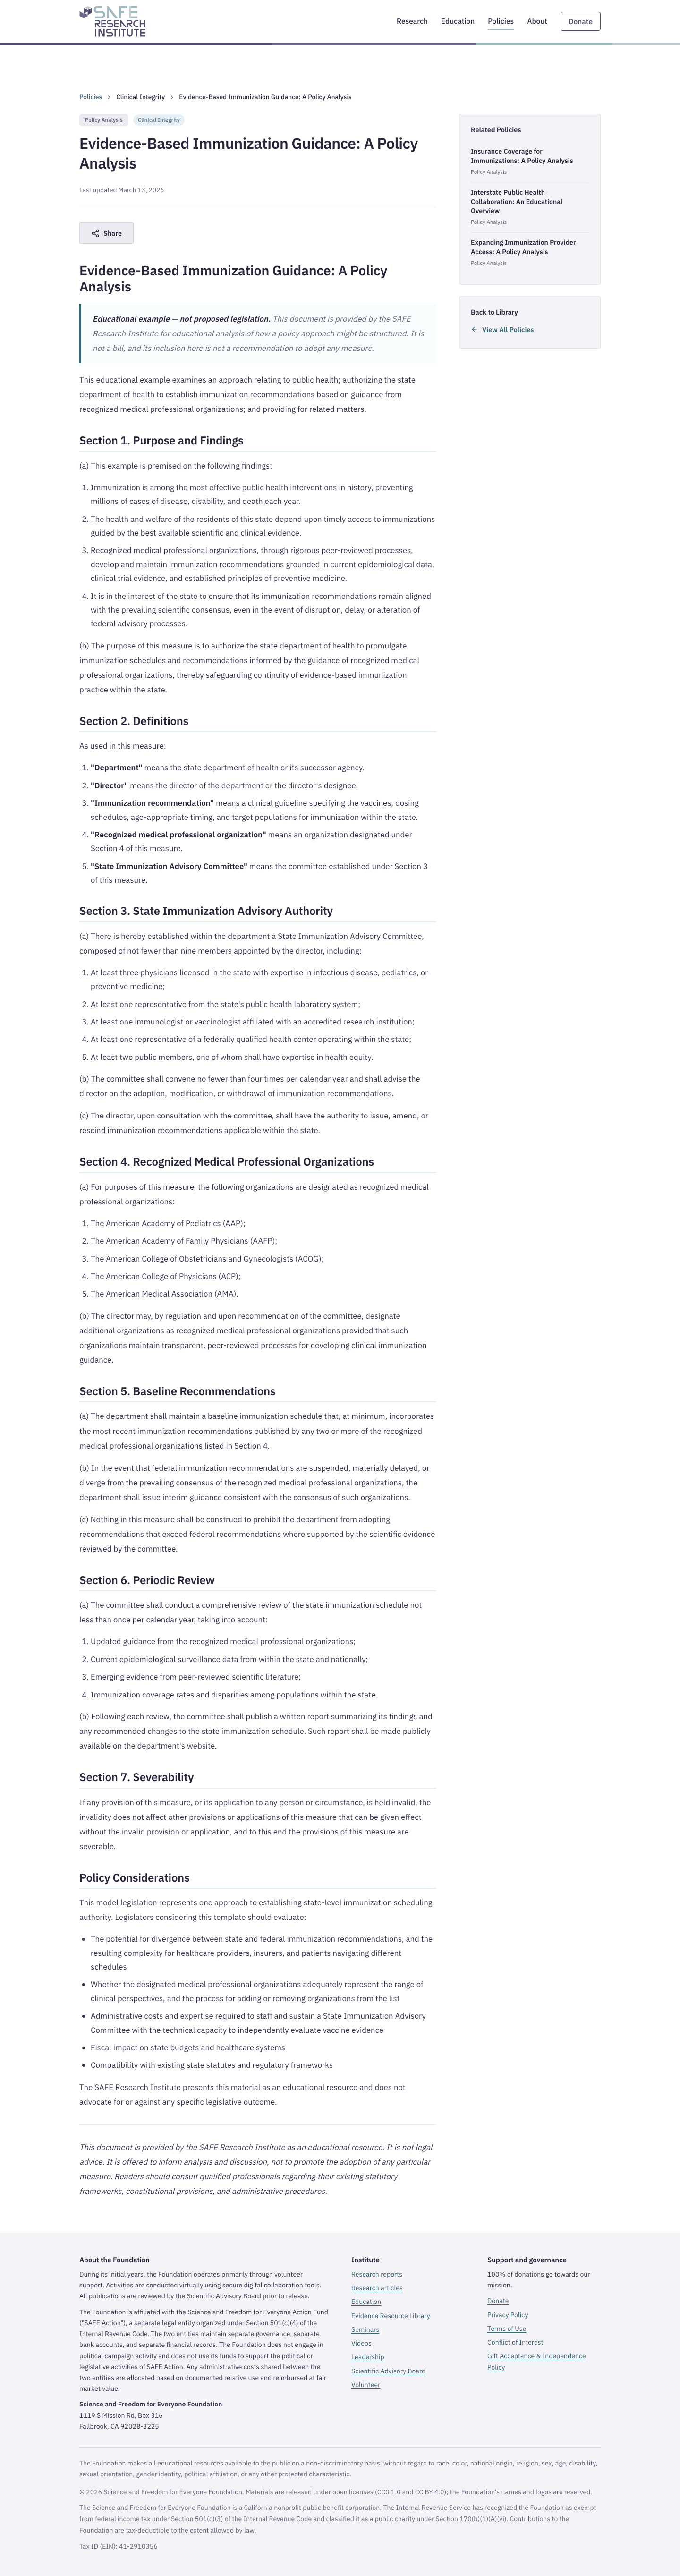 SAFE
RESEARCH
INSTITUTE
Research
Education
Policies
About
Donate
Policies › Clinical Integrity › Evidence-Based Immunization Guidance: A Policy Analysis
Policy Analysis
Clinical Integrity
Evidence-Based Immunization Guidance: A Policy
Analysis
Last updated March 13, 2026
Share
Evidence-Based Immunization Guidance: A Policy
Analysis
Educational example — not proposed legislation. This document is provided by the SAFE
Research Institute for educational analysis of how a policy approach might be structured. It is
not a bill, and its inclusion here is not a recommendation to adopt any measure.
This educational example examines an approach relating to public health; authorizing the state
department of health to establish immunization recommendations based on guidance from
recognized medical professional organizations; and providing for related matters.
Section 1. Purpose and Findings
(a) This example is premised on the following findings:
1. Immunization is among the most effective public health interventions in history, preventing
millions of cases of disease, disability, and death each year.
2. The health and welfare of the residents of this state depend upon timely access to immunizations
guided by the best available scientific and clinical evidence.
3. Recognized medical professional organizations, through rigorous peer-reviewed processes,
develop and maintain immunization recommendations grounded in current epidemiological data,
clinical trial evidence, and established principles of preventive medicine.
4. It is in the interest of the state to ensure that its immunization recommendations remain aligned
with the prevailing scientific consensus, even in the event of disruption, delay, or alteration of
federal advisory processes.
(b) The purpose of this measure is to authorize the state department of health to promulgate
immunization schedules and recommendations informed by the guidance of recognized medical
professional organizations, thereby safeguarding continuity of evidence-based immunization
practice within the state.
Section 2. Definitions
As used in this measure:
1. "Department" means the state department of health or its successor agency.
2. "Director" means the director of the department or the director's designee.
3. "Immunization recommendation" means a clinical guideline specifying the vaccines, dosing
schedules, age-appropriate timing, and target populations for immunization within the state.
4. "Recognized medical professional organization" means an organization designated under
Section 4 of this measure.
5. "State Immunization Advisory Committee" means the committee established under Section 3
of this measure.
Section 3. State Immunization Advisory Authority
(a) There is hereby established within the department a State Immunization Advisory Committee,
composed of not fewer than nine members appointed by the director, including:
1. At least three physicians licensed in the state with expertise in infectious disease, pediatrics, or
preventive medicine;
2. At least one representative from the state's public health laboratory system;
3. At least one immunologist or vaccinologist affiliated with an accredited research institution;
4. At least one representative of a federally qualified health center operating within the state;
5. At least two public members, one of whom shall have expertise in health equity.
(b) The committee shall convene no fewer than four times per calendar year and shall advise the
director on the adoption, modification, or withdrawal of immunization recommendations.
(c) The director, upon consultation with the committee, shall have the authority to issue, amend, or
rescind immunization recommendations applicable within the state.
Section 4. Recognized Medical Professional Organizations
(a) For purposes of this measure, the following organizations are designated as recognized medical
professional organizations:
1. The American Academy of Pediatrics (AAP);
2. The American Academy of Family Physicians (AAFP);
3. The American College of Obstetricians and Gynecologists (ACOG);
4. The American College of Physicians (ACP);
5. The American Medical Association (AMA).
(b) The director may, by regulation and upon recommendation of the committee, designate
additional organizations as recognized medical professional organizations provided that such
organizations maintain transparent, peer-reviewed processes for developing clinical immunization
guidance.
Section 5. Baseline Recommendations
(a) The department shall maintain a baseline immunization schedule that, at minimum, incorporates
the most recent immunization recommendations published by any two or more of the recognized
medical professional organizations listed in Section 4.
(b) In the event that federal immunization recommendations are suspended, materially delayed, or
diverge from the prevailing consensus of the recognized medical professional organizations, the
department shall issue interim guidance consistent with the consensus of such organizations.
(c) Nothing in this measure shall be construed to prohibit the department from adopting
recommendations that exceed federal recommendations where supported by the scientific evidence
reviewed by the committee.
Section 6. Periodic Review
(a) The committee shall conduct a comprehensive review of the state immunization schedule not
less than once per calendar year, taking into account:
1. Updated guidance from the recognized medical professional organizations;
2. Current epidemiological surveillance data from within the state and nationally;
3. Emerging evidence from peer-reviewed scientific literature;
4. Immunization coverage rates and disparities among populations within the state.
(b) Following each review, the committee shall publish a written report summarizing its findings and
any recommended changes to the state immunization schedule. Such report shall be made publicly
available on the department's website.
Section 7. Severability
If any provision of this measure, or its application to any person or circumstance, is held invalid, the
invalidity does not affect other provisions or applications of this measure that can be given effect
without the invalid provision or application, and to this end the provisions of this measure are
severable.
Policy Considerations
This model legislation represents one approach to establishing state-level immunization scheduling
authority. Legislators considering this template should evaluate:
• The potential for divergence between state and federal immunization recommendations, and the
resulting complexity for healthcare providers, insurers, and patients navigating different
schedules
• Whether the designated medical professional organizations adequately represent the range of
clinical perspectives, and the process for adding or removing organizations from the list
• Administrative costs and expertise required to staff and sustain a State Immunization Advisory
Committee with the technical capacity to independently evaluate vaccine evidence
• Fiscal impact on state budgets and healthcare systems
• Compatibility with existing state statutes and regulatory frameworks
The SAFE Research Institute presents this material as an educational resource and does not
advocate for or against any specific legislative outcome.
This document is provided by the SAFE Research Institute as an educational resource. It is not legal
advice. It is offered to inform analysis and discussion, not to promote the adoption of any particular
measure. Readers should consult qualified professionals regarding their existing statutory
frameworks, constitutional provisions, and administrative procedures.
Related Policies
Insurance Coverage for
Immunizations: A Policy Analysis
Policy Analysis
Interstate Public Health
Collaboration: An Educational
Overview
Policy Analysis
Expanding Immunization Provider
Access: A Policy Analysis
Policy Analysis
Back to Library
← View All Policies
About the Foundation
During its initial years, the Foundation operates primarily through volunteer
support. Activities are conducted virtually using secure digital collaboration tools.
All publications are reviewed by the Scientific Advisory Board prior to release.
The Foundation is affiliated with the Science and Freedom for Everyone Action Fund
("SAFE Action"), a separate legal entity organized under Section 501(c)(4) of the
Internal Revenue Code. The two entities maintain separate governance, separate
bank accounts, and separate financial records. The Foundation does not engage in
political campaign activity and does not use its funds to support the political or
legislative activities of SAFE Action. Any administrative costs shared between the
two entities are allocated based on documented relative use and reimbursed at fair
market value.
Science and Freedom for Everyone Foundation
1119 S Mission Rd, Box 316
Fallbrook, CA 92028-3225
Institute
Research reports
Research articles
Education
Evidence Resource Library
Seminars
Videos
Leadership
Scientific Advisory Board
Volunteer
Support and governance
100% of donations go towards our
mission.
Donate
Privacy Policy
Terms of Use
Conflict of Interest
Gift Acceptance & Independence
Policy
The Foundation makes all educational resources available to the public on a non-discriminatory basis, without regard to race, color, national origin, religion, sex, age, disability,
sexual orientation, gender identity, political affiliation, or any other protected characteristic.
© 2026 Science and Freedom for Everyone Foundation. Materials are released under open licenses (CC0 1.0 and CC BY 4.0); the Foundation's names and logos are reserved.
The Science and Freedom for Everyone Foundation is a California nonprofit public benefit corporation. The Internal Revenue Service has recognized the Foundation as exempt
from federal income tax under Section 501(c)(3) of the Internal Revenue Code and classified it as a public charity under Section 170(b)(1)(A)(vi). Contributions to the
Foundation are tax-deductible to the extent allowed by law.
Tax ID (EIN): 41-2910356